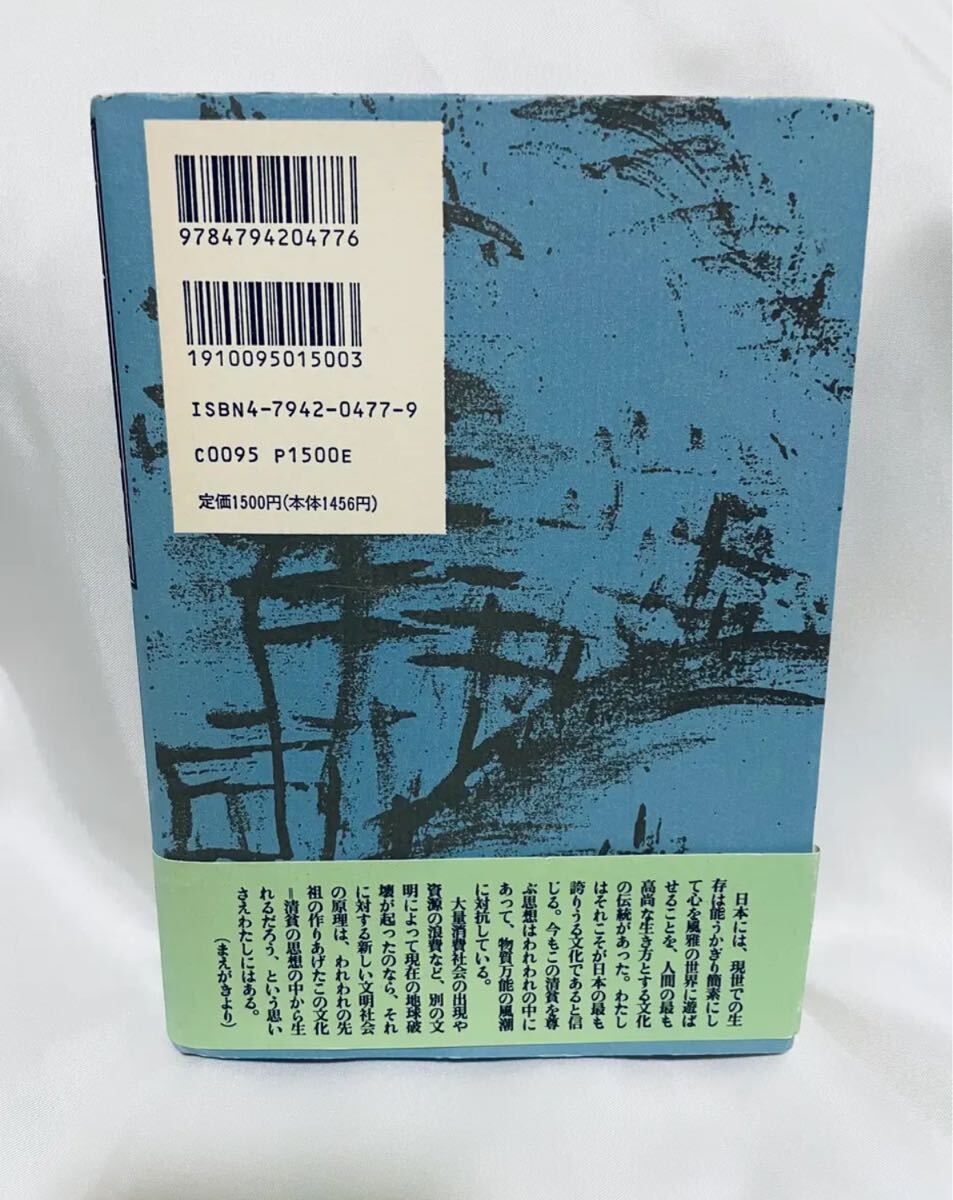 9784794204776
1910095015003
ISBN4-7942-0477-9
C0095 P1500E
定価1500円(本体1456円)
日本には、現世での生
存は能うかぎり簡素にし
て心を風雅の世界に遊ば
せることを、人間の最も
高尚な生き方とする文化
の伝統があった。わたし
はそれこそが日本の最も
誇りうる文化であると信
じる。今もこの清貧を尊
ぶ思想はわれわれの中に
あって、物質万能の風潮
に対抗している。
大量消費社会の出現や
資源の浪費など、別の文
明によって現在の地球破
壊が起ったのなら、それ
に対する新しい文明社会
の原理は、われわれの先
祖の作りあげたこの文化
=清貧の思想の中から生
れるだろう、という思い
さえわたしにはある。
(まえがきより)